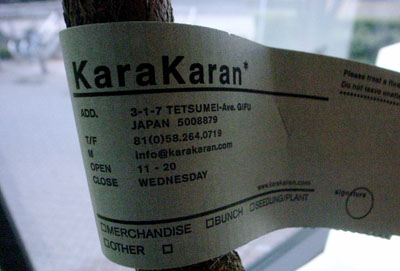 KaraKaran*
ADD. 3-1-7 TETSUMEI-Ave. GIFU
JAPAN 5008879
T/F 81(0)58.264.0719
M info@karakaran.com
OPEN 11 - 20
CLOSE WEDNESDAY
www.karakaran.com
□MERCHANDISE □BUNCH □SEEDLING/PLANT
□OTHER □
Please treat a
Do not leave
signature